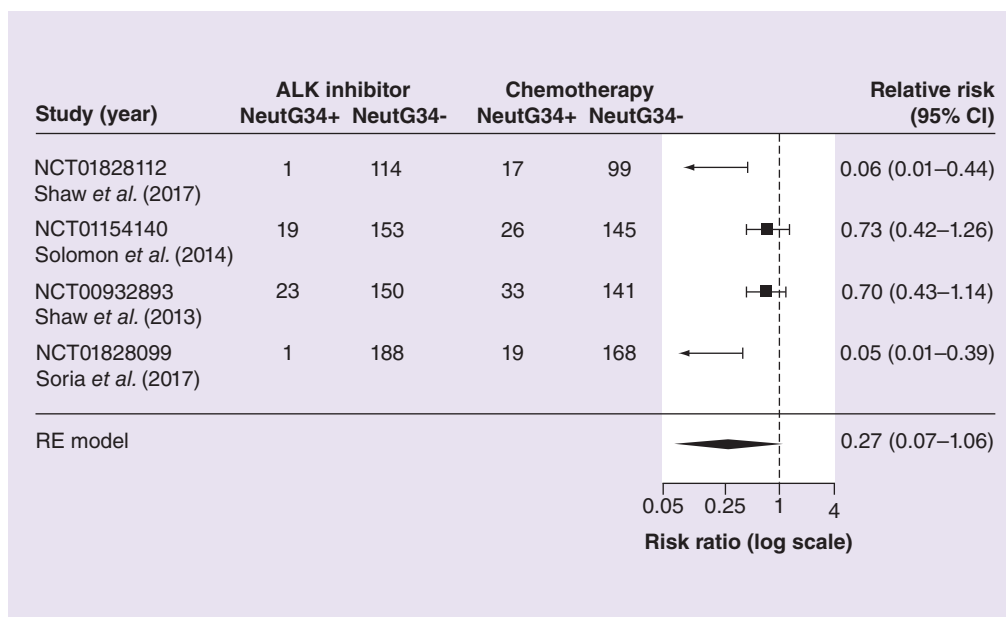 ALK inhibitor Chemotherapy Relative risk
Study (year) NeutG34+ NeutG34- NeutG34+ NeutG34- (95% CI)
NCT01828112 1 114 17 99 0.06 (0.01–0.44)
Shaw et al. (2017)
NCT01154140 19 153 26 145 0.73 (0.42–1.26)
Solomon et al. (2014)
NCT00932893 23 150 33 141 0.70 (0.43–1.14)
Shaw et al. (2013)
NCT01828099 1 188 19 168 0.05 (0.01–0.39)
Soria et al. (2017)
RE model 0.27 (0.07–1.06)
0.05 0.25 1 4
Risk ratio (log scale)